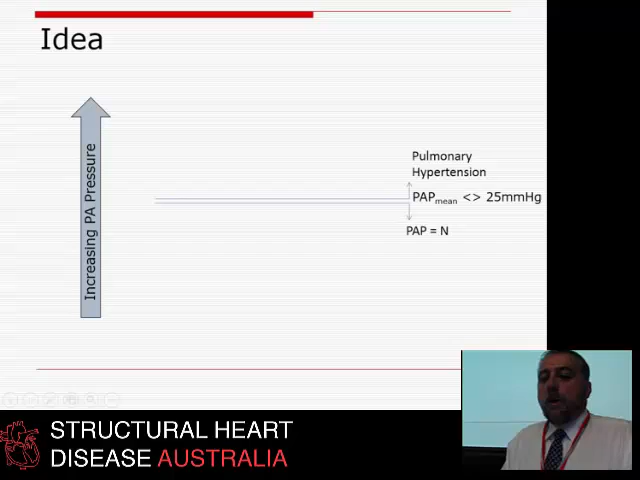 Idea
Increasing PA Pressure
Pulmonary
Hypertension
PAPmean <> 25mmHg
PAP = N
STRUCTURAL HEART
DISEASE AUSTRALIA